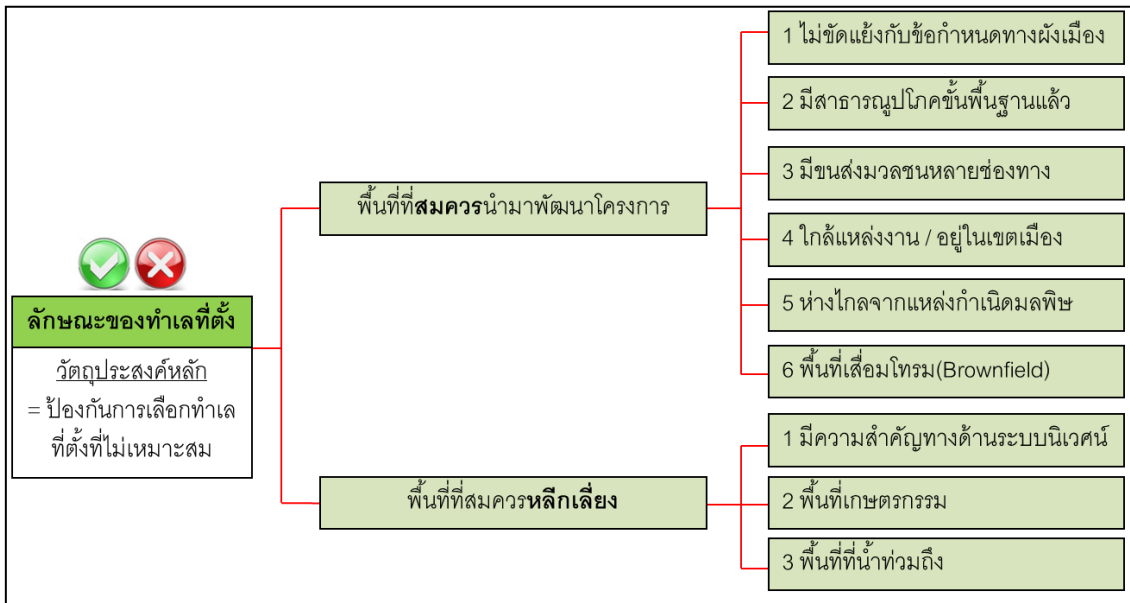 ลักษณะของทำเลที่ตั้ง
วัตถุประสงค์หลัก
= ป้องกันการเลือกทำเล
ที่ตั้งที่ไม่เหมาะสม
พื้นที่ที่สมควรนำมาพัฒนาโครงการ
1 ไม่ขัดแย้งกับข้อกำหนดทางผังเมือง
2 มีสาธารณูปโภคขั้นพื้นฐานแล้ว
3 มีขนส่งมวลชนหลายช่องทาง
4 ใกล้แหล่งงาน / อยู่ในเขตเมือง
5 ห่างไกลจากแหล่งกำเนิดมลพิษ
6 พื้นที่เสื่อมโทรม(Brownfield)
พื้นที่ที่สมควรหลีกเลี่ยง
1 มีความสำคัญทางด้านระบบนิเวศน์
2 พื้นที่เกษตรกรรม
3 พื้นที่ที่น้ำท่วมถึง